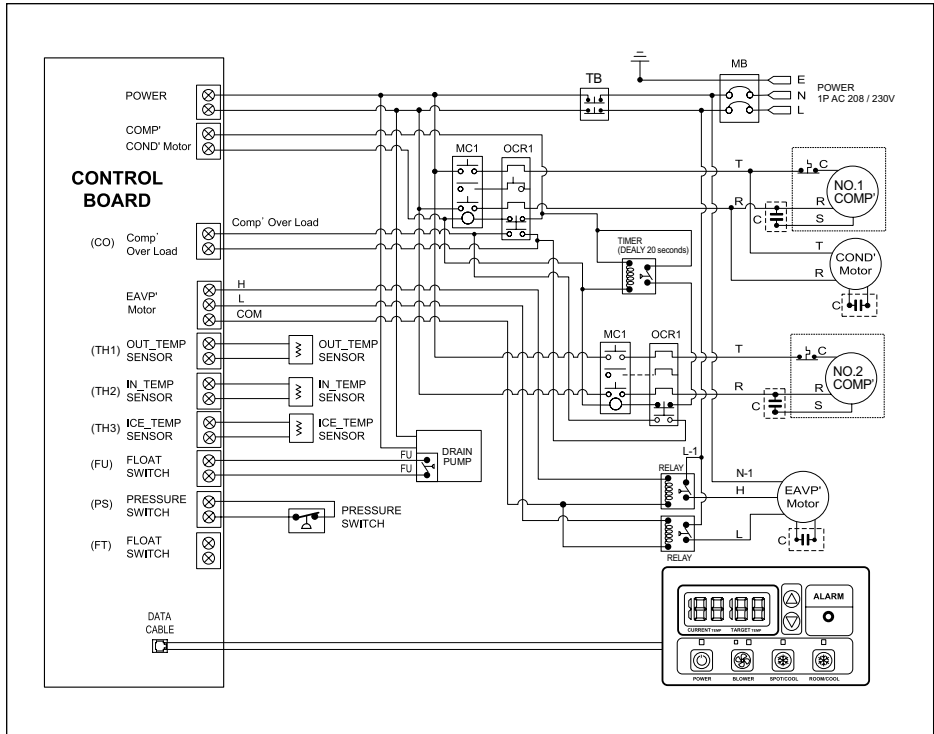 CONTROL
BOARD
POWER
COMP'
COND' Motor
(CO) Comp'
Over Load
EAVP'
Motor
(TH1) OUT_TEMP
SENSOR
(TH2) IN_TEMP
SENSOR
(TH3) ICE_TEMP
SENSOR
(FU) FLOAT
SWITCH
(PS) PRESSURE
SWITCH
(FT) FLOAT
SWITCH
DATA
CABLE
Comp' Over Load
H
L
COM
OUT_TEMP
SENSOR
IN_TEMP
SENSOR
ICE_TEMP
SENSOR
FU
FU
DRAIN
PUMP
PRESSURE
SWITCH
TB
MB
E
N
L
POWER
1P AC 208 / 230V
MC1
OCR1
T
R
C
NO.1
COMP'
R
S
C
T
R
COND'
Motor
C
TIMER
(DEALY 20 seconds)
MC1
OCR1
T
R
C
NO.2
COMP'
R
S
C
L-1
RELAY
RELAY
N-1
H
L
EAVP'
Motor
C
CURRENT TEMP
TARGET TEMP
ALARM
POWER
BLOWER
SPOT/COOL
ROOM/COOL